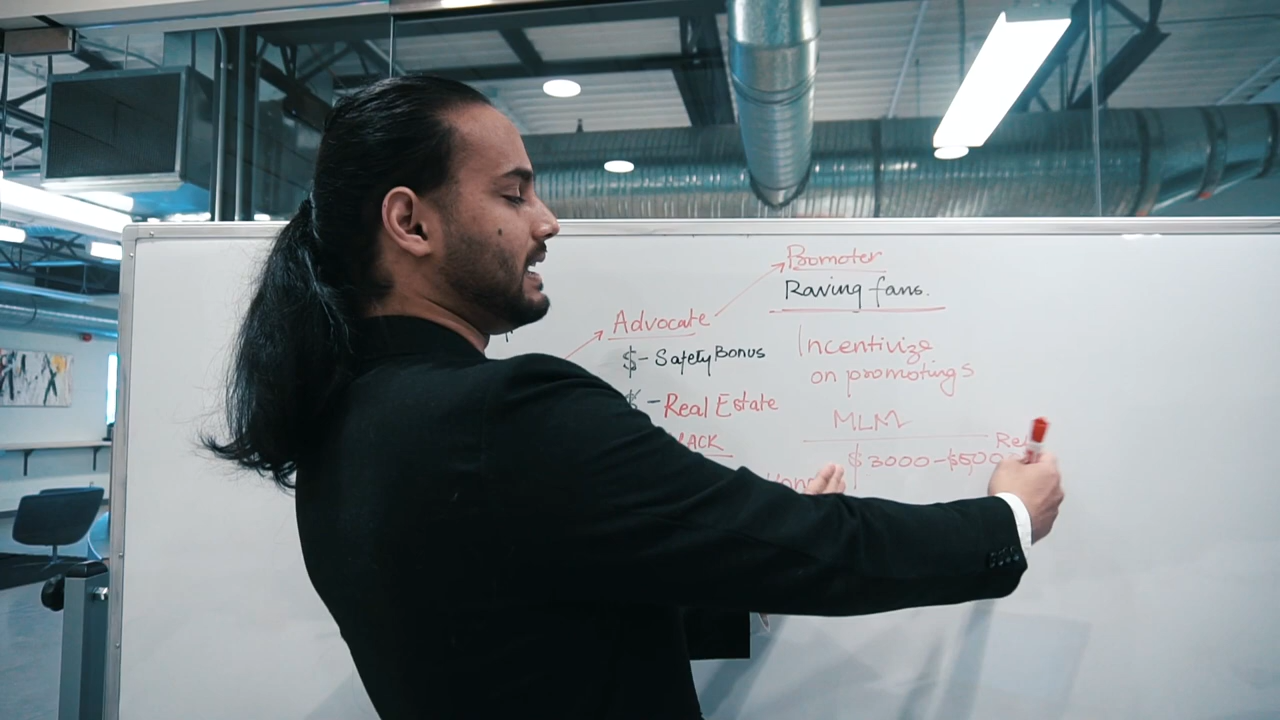 Promoter
Raving fans.
Advocate
$ - Safety Bonus
Incentivize
on promotings
$ - Real Estate
MLM
$3000-$500